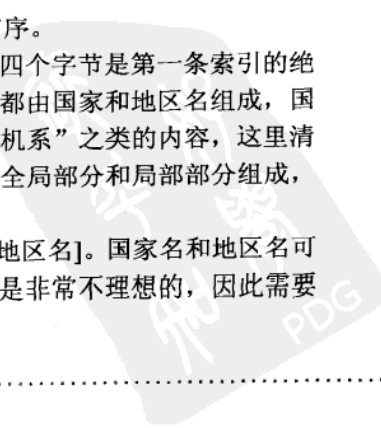 序。
四个字节是第一条索引的绝
都由国家和地区名组成，国
机系”之类的内容，这里清
全局部分和局部部分组成，
地区名]。国家名和地区名可
是非常不理想的，因此需要
PDG